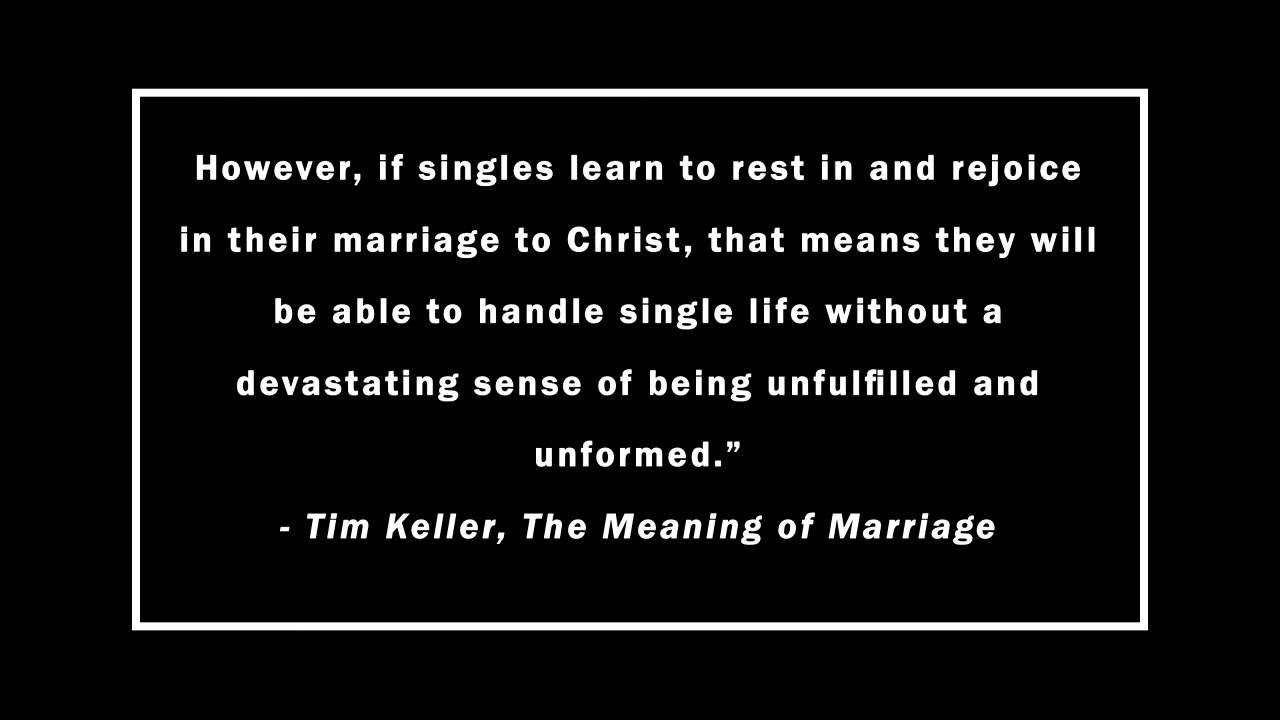 However, if singles learn to rest in and rejoice
in their marriage to Christ, that means they will
be able to handle single life without a
devastating sense of being unfulfilled and
unformed.”
- Tim Keller, The Meaning of Marriage